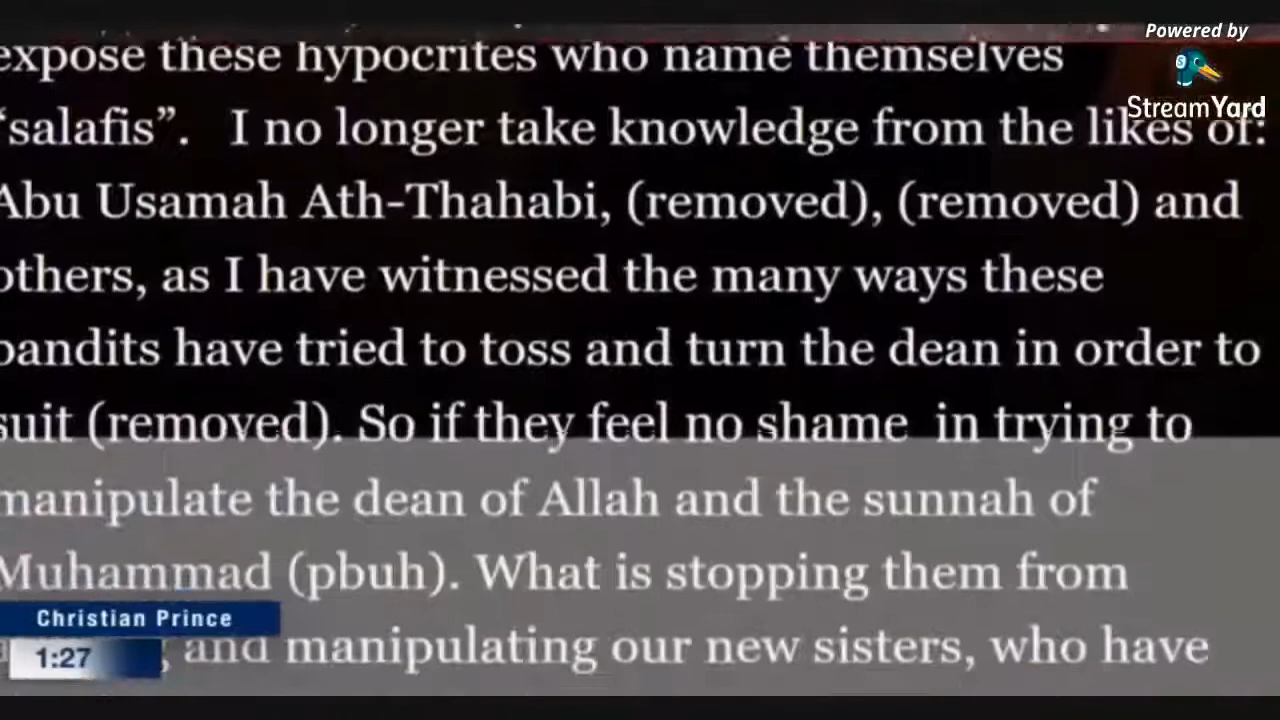 Powered by
StreamYard
expose these hypocrites who name themselves
“salafis”. I no longer take knowledge from the likes of:
Abu Usamah Ath-Thahabi, (removed), (removed) and
others, as I have witnessed the many ways these
bandits have tried to toss and turn the dean in order to
suit (removed). So if they feel no shame in trying to
manipulate the dean of Allah and the sunnah of
Muhammad (pbuh). What is stopping them from
Christian Prince
, and manipulating our new sisters, who have
1:27